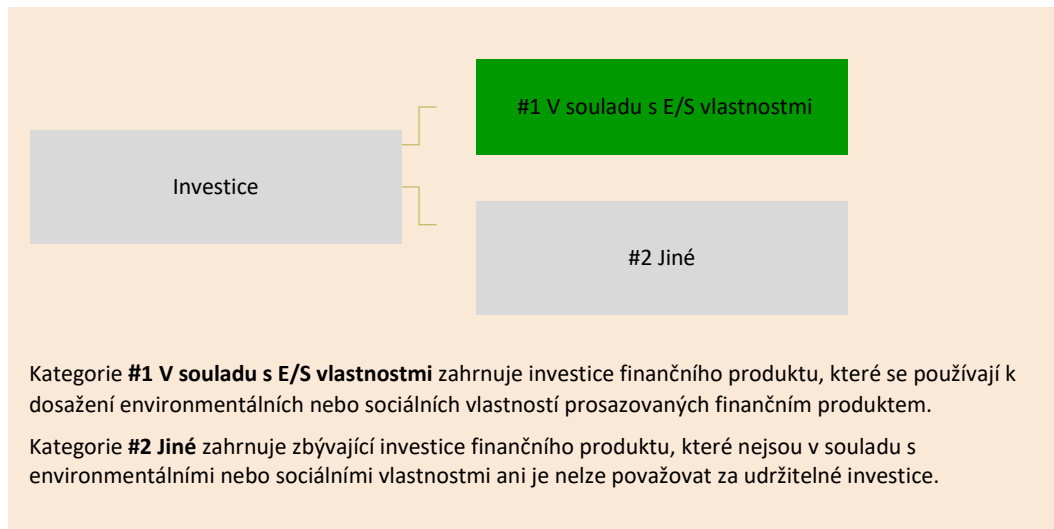 #1 V souladu s E/S vlastnostmi
Investice
#2 Jiné
Kategorie #1 V souladu s E/S vlastnostmi zahrnuje investice finančního produktu, které se používají k
dosažení environmentálních nebo sociálních vlastností prosazovaných finančním produktem.
Kategorie #2 Jiné zahrnuje zbývající investice finančního produktu, které nejsou v souladu s
environmentálními nebo sociálními vlastnostmi ani je nelze považovat za udržitelné investice.